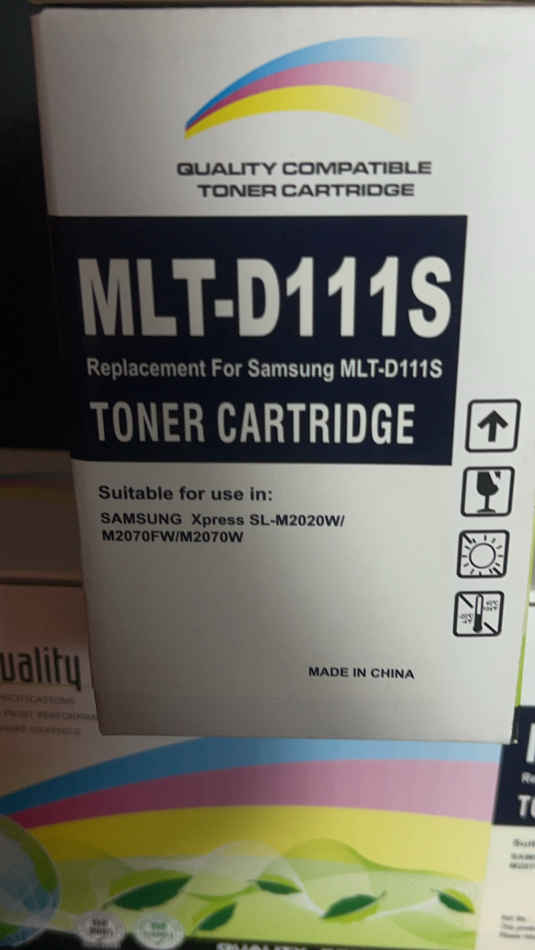 QUALITY COMPATIBLE
TONER CARTRIDGE
MLT-D111S
Replacement For Samsung MLT-D111S
TONER CARTRIDGE
Suitable for use in:
SAMSUNG Xpress SL-M2020W/
M2070FW/M2070W
MADE IN CHINA
uality